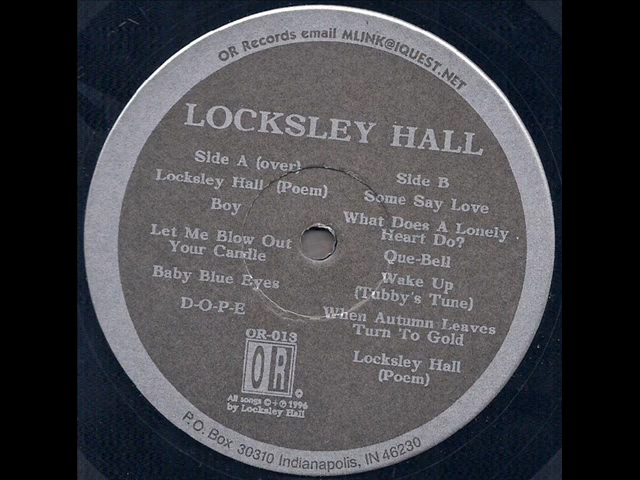 OR Records email MLINK@IQUEST.NET
LOCKSLEY HALL
Side A (over)
Locksley Hall (Poem)
Boy
Let Me Blow Out
Your Candle
Baby Blue Eyes
D-O-P-E
Side B
Some Say Love
What Does A Lonely
Heart Do?
Que-Bell
Wake Up
(Tubby's Tune)
When Autumn Leaves
Turn To Gold
Locksley Hall
(Poem)
OR-013
OR
All songs ©+℗ 1996
by Locksley Hall
P.O. Box 30310 Indianapolis, IN 46230